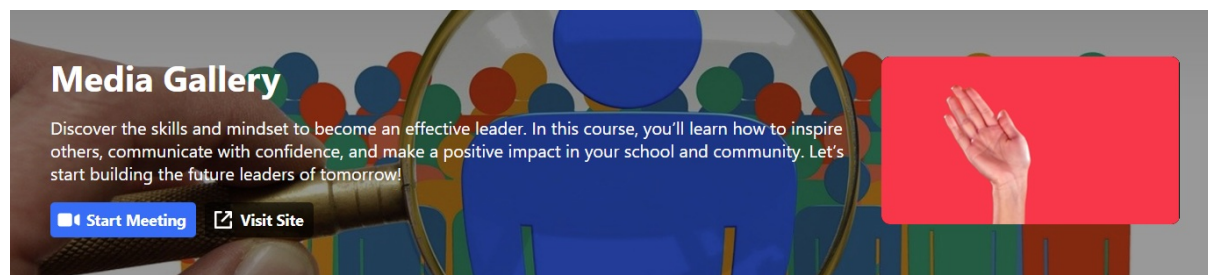 Media Gallery
Discover the skills and mindset to become an effective leader. In this course, you’ll learn how to inspire
others, communicate with confidence, and make a positive impact in your school and community. Let’s
start building the future leaders of tomorrow!
Start Meeting
Visit Site